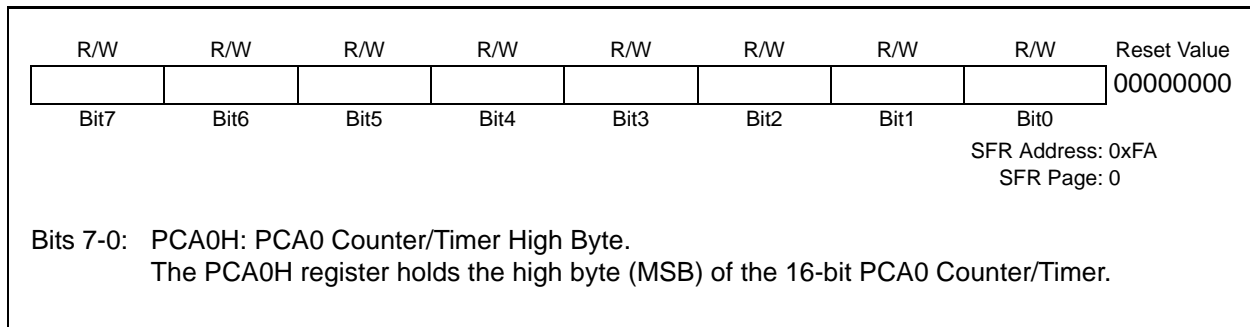 R/W R/W R/W R/W R/W R/W R/W R/W Reset Value
00000000
Bit7 Bit6 Bit5 Bit4 Bit3 Bit2 Bit1 Bit0
SFR Address: 0xFA
SFR Page: 0
Bits 7-0: PCA0H: PCA0 Counter/Timer High Byte.
The PCA0H register holds the high byte (MSB) of the 16-bit PCA0 Counter/Timer.